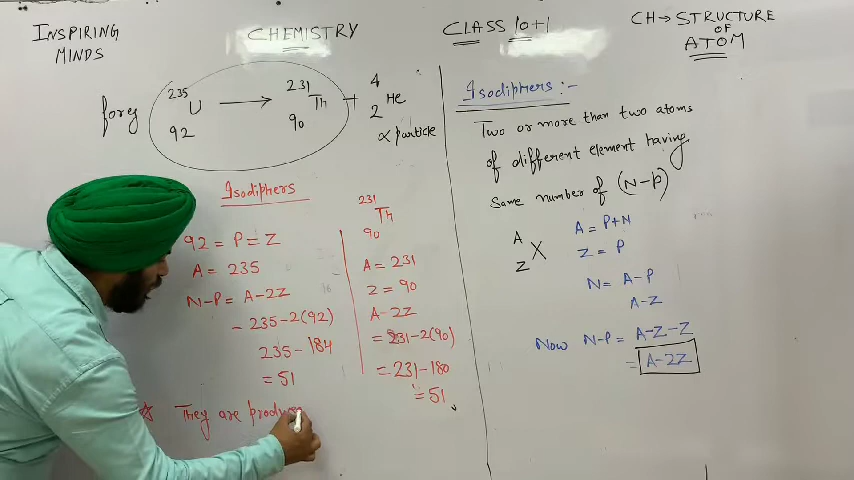 INSPIRING
MINDS
CHEMISTRY
CLASS 10+1
CH→ STRUCTURE
OF
ATOM
for eg
235
92 U → 231
90 Th + 4
2 He
α particle
Isodiphers
92 = P = Z
A = 235
N-P = A-2Z
- 235-2(92)
235-184
= 51
☆ They are produ
231
90 Th
A = 231
Z = 90
A-2Z
= 231-2(90)
= 231-180
= 51
Isodiphers :-
Two or more than two atoms
of different element having
Same number of (N-P)
A
Z X
A = P+N
Z = P
N = A-P
A-Z
Now N-P = A-Z-Z
= A-2Z